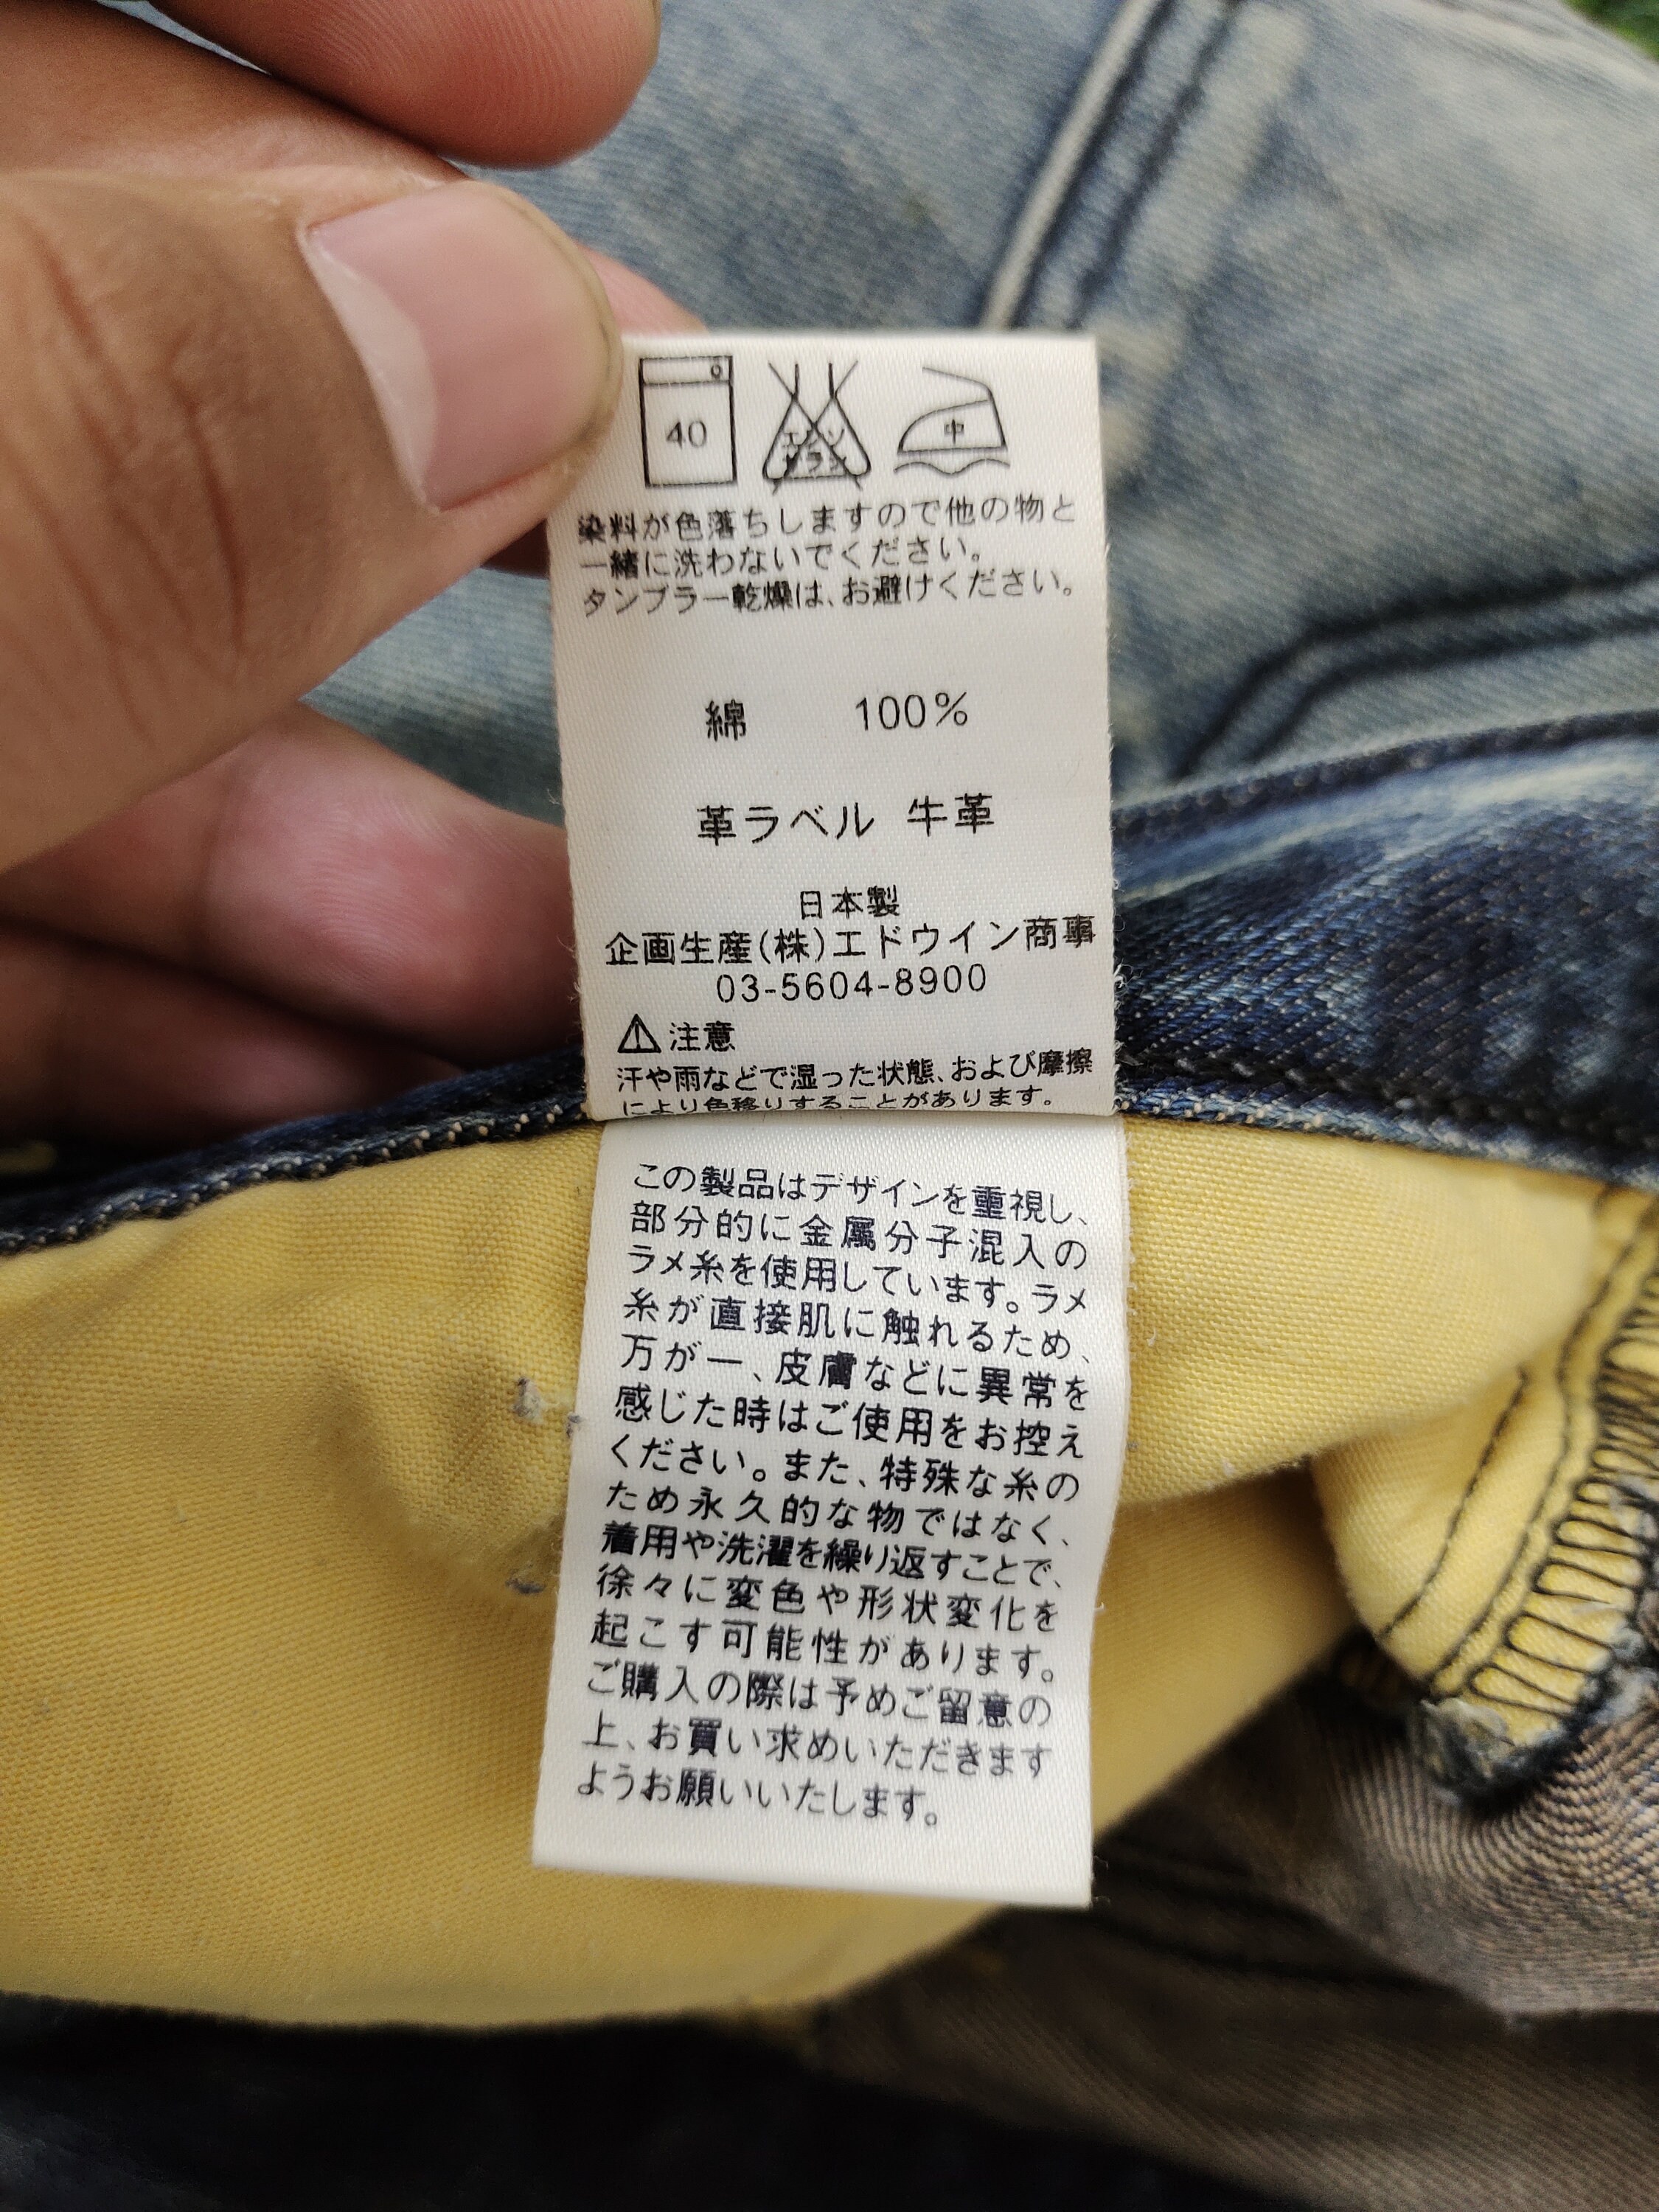 40
エンソ
サラシ
中
染料が色落ちしますので他の物と
一緒に洗わないでください。
タンブラー乾燥は、お避けください。
綿 100%
革ラベル 牛革
日本製
企画生産(株)エドウイン商事
03-5604-8900
注意
汗や雨などで湿った状態、および摩擦
により色移りすることがあります。
この製品はデザインを重視し、
部分的に金属分子混入の
ラメ糸を使用しています。ラメ
糸が直接肌に触れるため、
万が一、皮膚などに異常を
感じた時はご使用をお控え
ください。また、特殊な糸の
ため永久的な物ではなく、
着用や洗濯を繰り返すことで、
徐々に変色や形状変化を
起こす可能性があります。
ご購入の際は予めご留意の
上、お買い求めいただきます
ようお願いいたします。